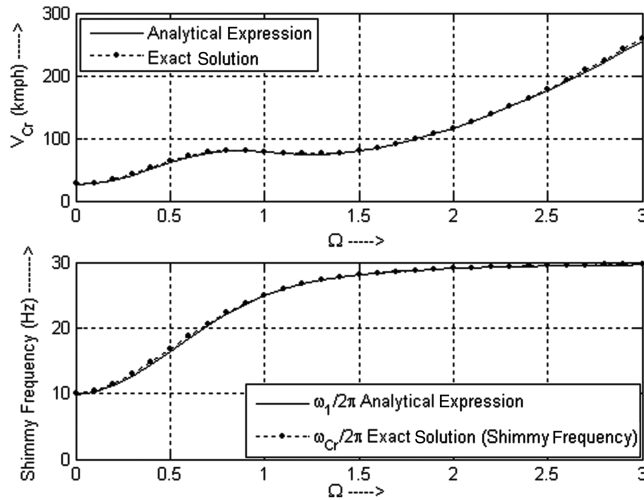 300
200
100
0
V_Cr (kmph) ---->
Analytical Expression
Exact Solution
0 0.5 1 1.5 2 2.5 3
Ω ----->
30
20
10
0
Shimmy Frequency (Hz) ------>
ω₁/2π Analytical Expression
ω_Cr/2π Exact Solution (Shimmy Frequency)
0 0.5 1 1.5 2 2.5 3
Ω ----->